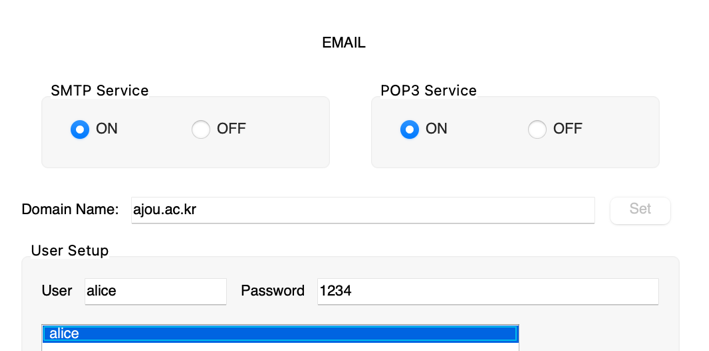 EMAIL
SMTP Service
POP3 Service
ON
OFF
ON
OFF
Domain Name: ajou.ac.kr Set
User Setup
User alice Password 1234
alice